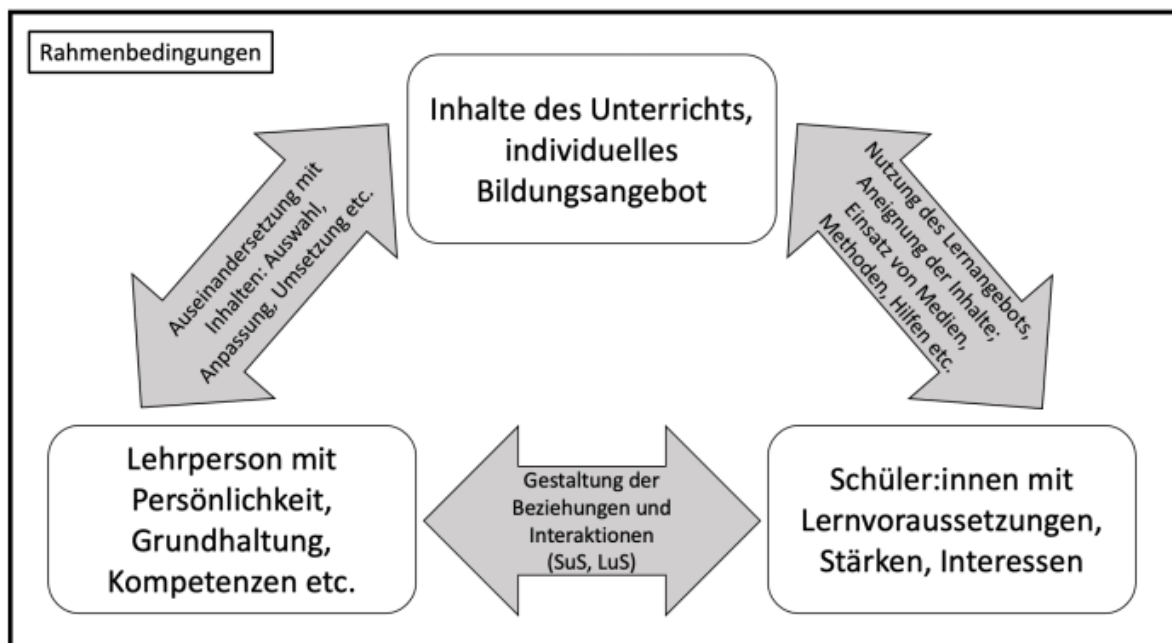 Rahmenbedingungen
Inhalte des Unterrichts,
individuelles
Bildungsangebot
Auseinandersetzung mit
Inhalten: Auswahl,
Anpassung, Umsetzung etc.
Nutzung des Lernangebots,
Aneignung der Inhalte;
Einsatz von Medien,
Methoden, Hilfen etc.
Lehrperson mit
Persönlichkeit,
Grundhaltung,
Kompetenzen etc.
Gestaltung der
Beziehungen und
Interaktionen
(SuS, LuS)
Schüler:innen mit
Lernvoraussetzungen,
Stärken, Interessen